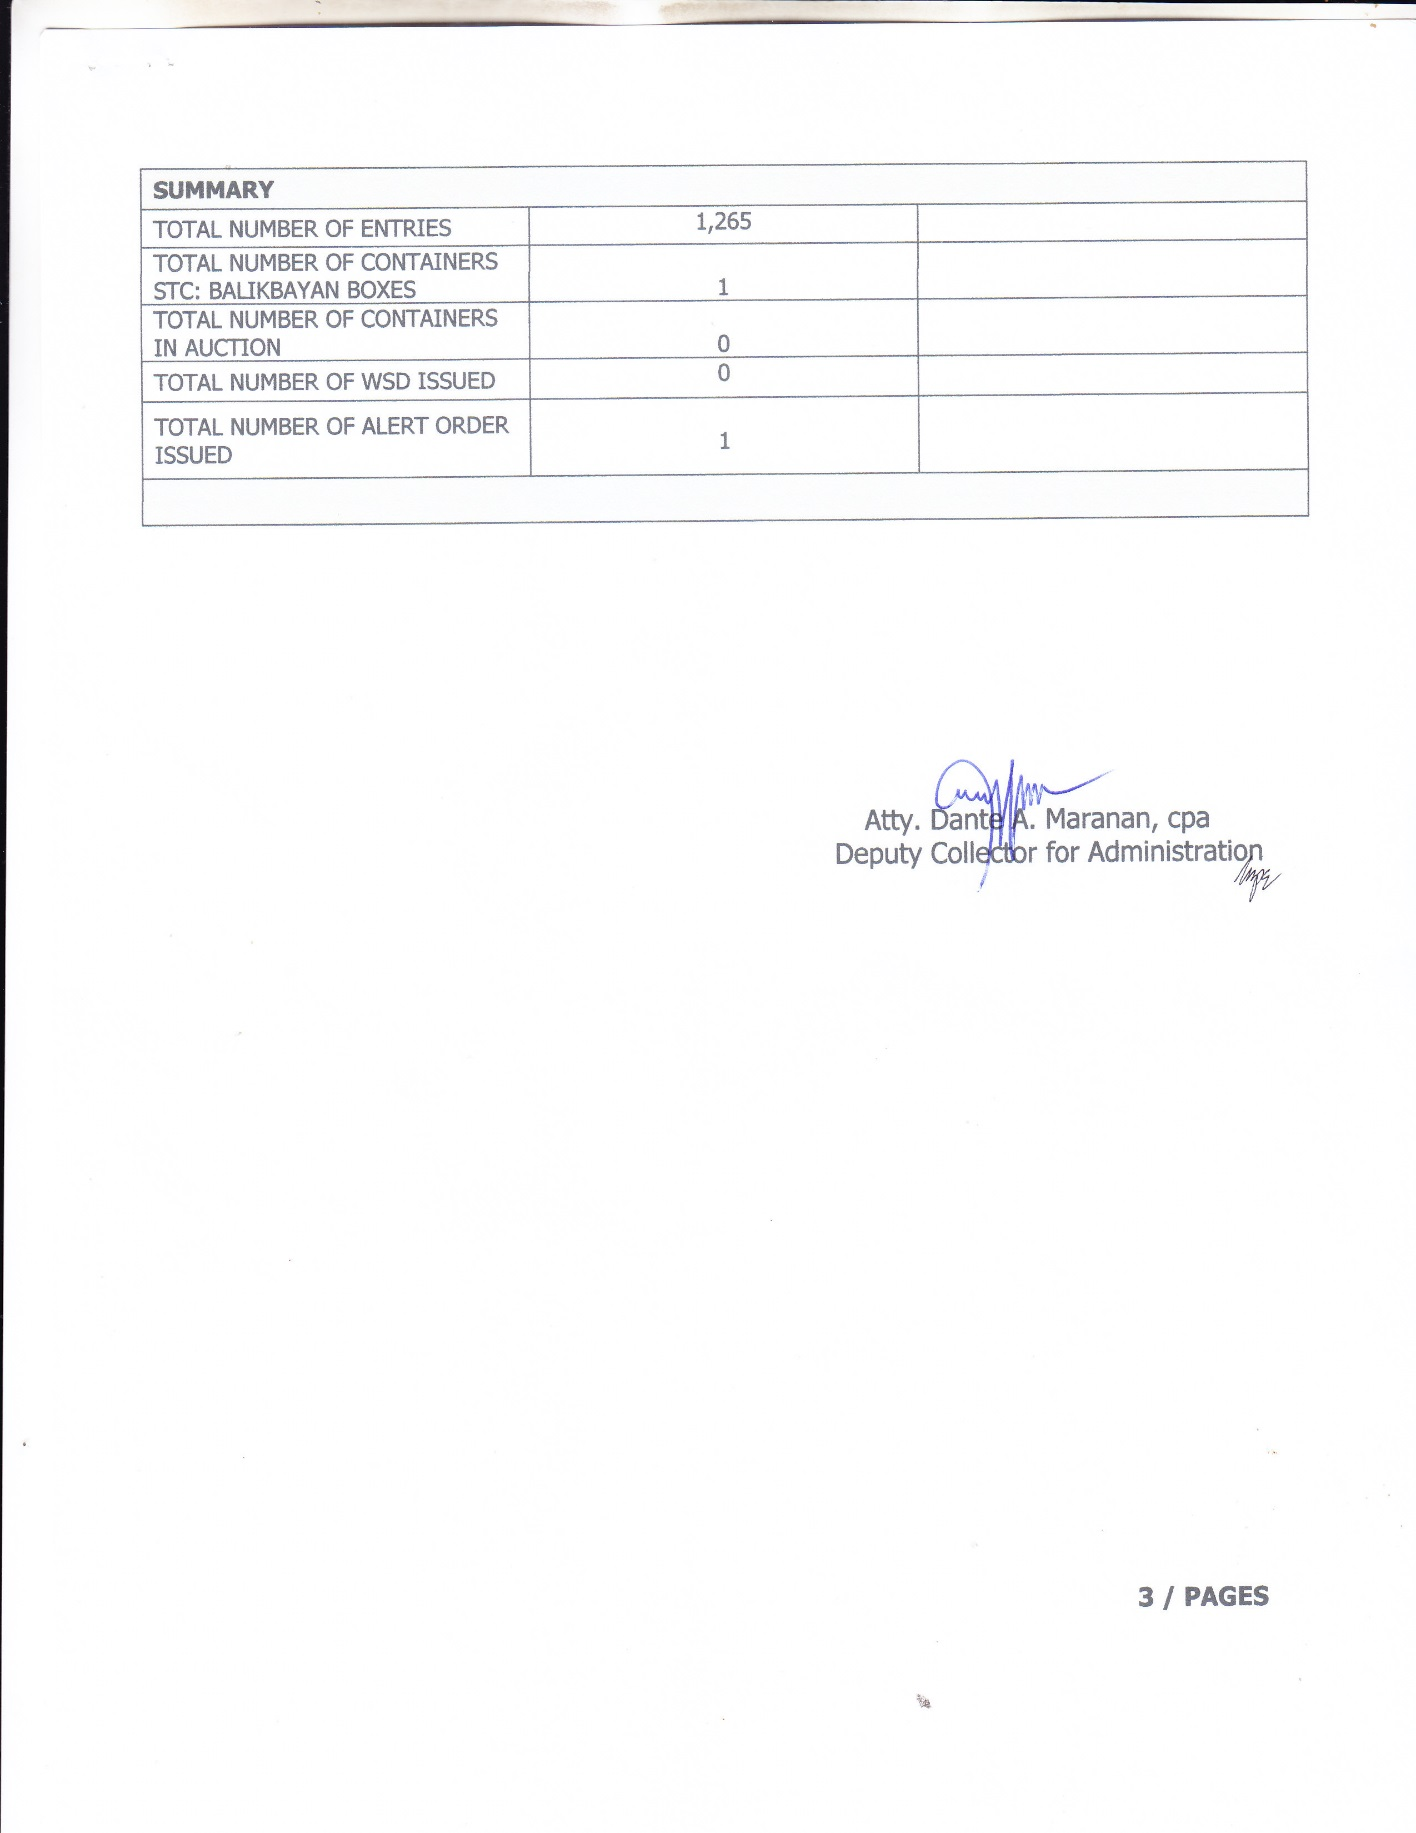 SUMMARY
TOTAL NUMBER OF ENTRIES 1,265
TOTAL NUMBER OF CONTAINERS
STC: BALIKBAYAN BOXES 1
TOTAL NUMBER OF CONTAINERS
IN AUCTION 0
TOTAL NUMBER OF WSD ISSUED 0
TOTAL NUMBER OF ALERT ORDER
ISSUED 1
Atty. Dante A. Maranan, cpa
Deputy Collector for Administration
3 / PAGES